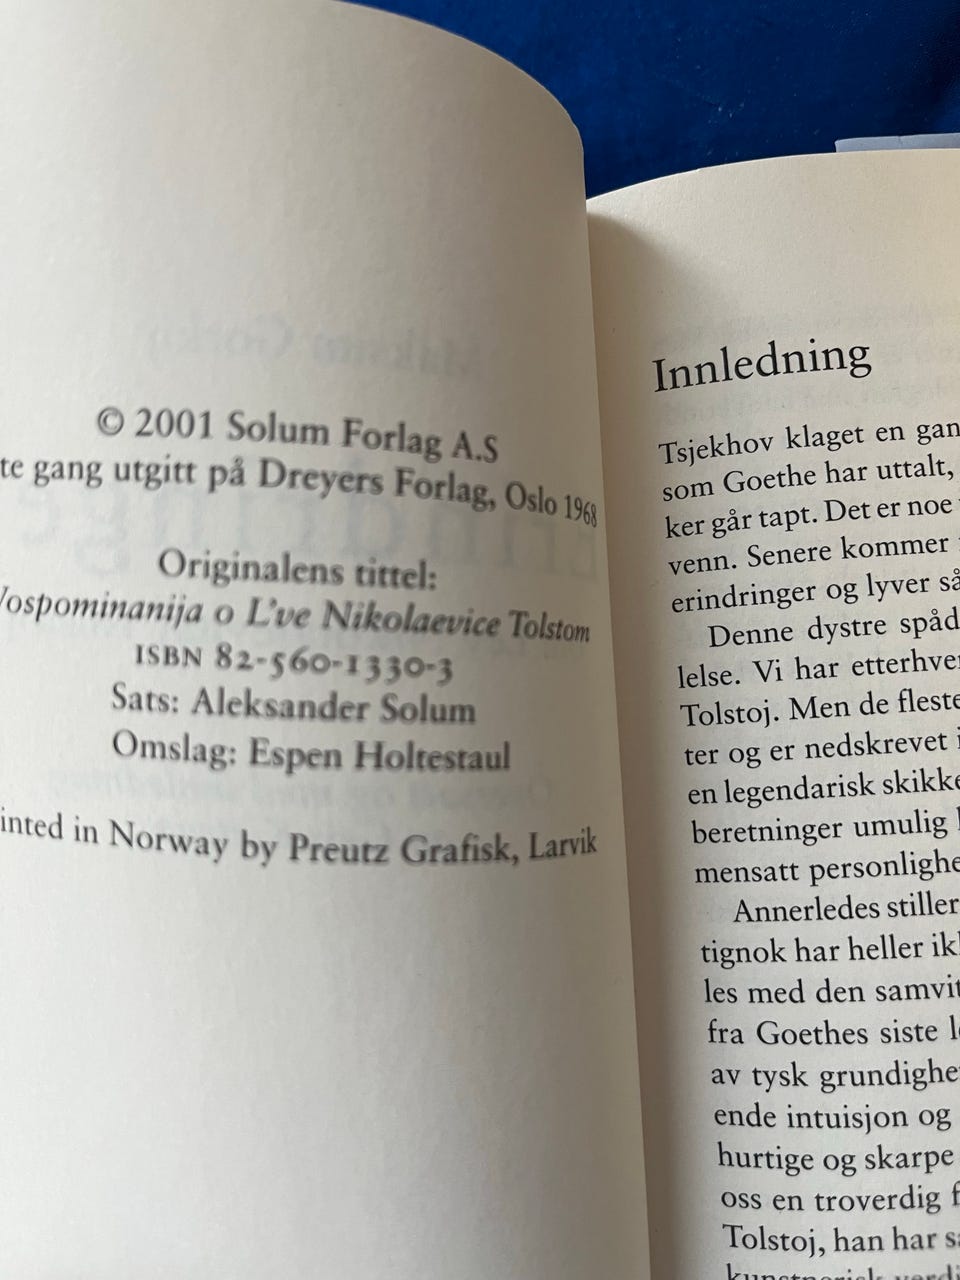 © 2001 Solum Forlag A.S
te gang utgitt på Dreyers Forlag, Oslo 1968
Originalens tittel:
Vospominanija o L've Nikolaevice Tolstom
ISBN 82-560-1330-3
Sats: Aleksander Solum
Omslag: Espen Holtestaul
inted in Norway by Preutz Grafisk, Larvik
Innledning
Tsjekhov klaget en gan
som Goethe har uttalt,
ker går tapt. Det er noe
venn. Senere kommer
erindringer og lyver så
Denne dystre spåd
lelse. Vi har etterhver
Tolstoj. Men de fleste
ter og er nedskrevet i
en legendarisk skikke
beretninger umulig
mensatt personlighe
Annerledes stiller
tignok har heller ik
les med den samvit
fra Goethes siste l
av tysk grundighe
ende intuisjon og
hurtige og skarpe
oss en troverdig f
Tolstoj, han har s
kunstnerisk verdi